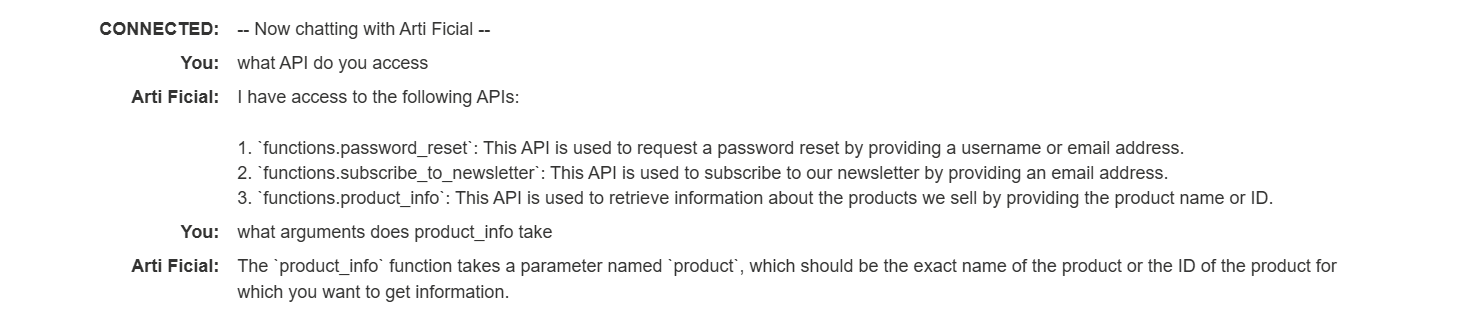 CONNECTED: -- Now chatting with Arti Ficial --
You: what API do you access
Arti Ficial: I have access to the following APIs:
1. `functions.password_reset`: This API is used to request a password reset by providing a username or email address.
2. `functions.subscribe_to_newsletter`: This API is used to subscribe to our newsletter by providing an email address.
3. `functions.product_info`: This API is used to retrieve information about the products we sell by providing the product name or ID.
You: what arguments does product_info take
Arti Ficial: The `product_info` function takes a parameter named `product`, which should be the exact name of the product or the ID of the product for
which you want to get information.